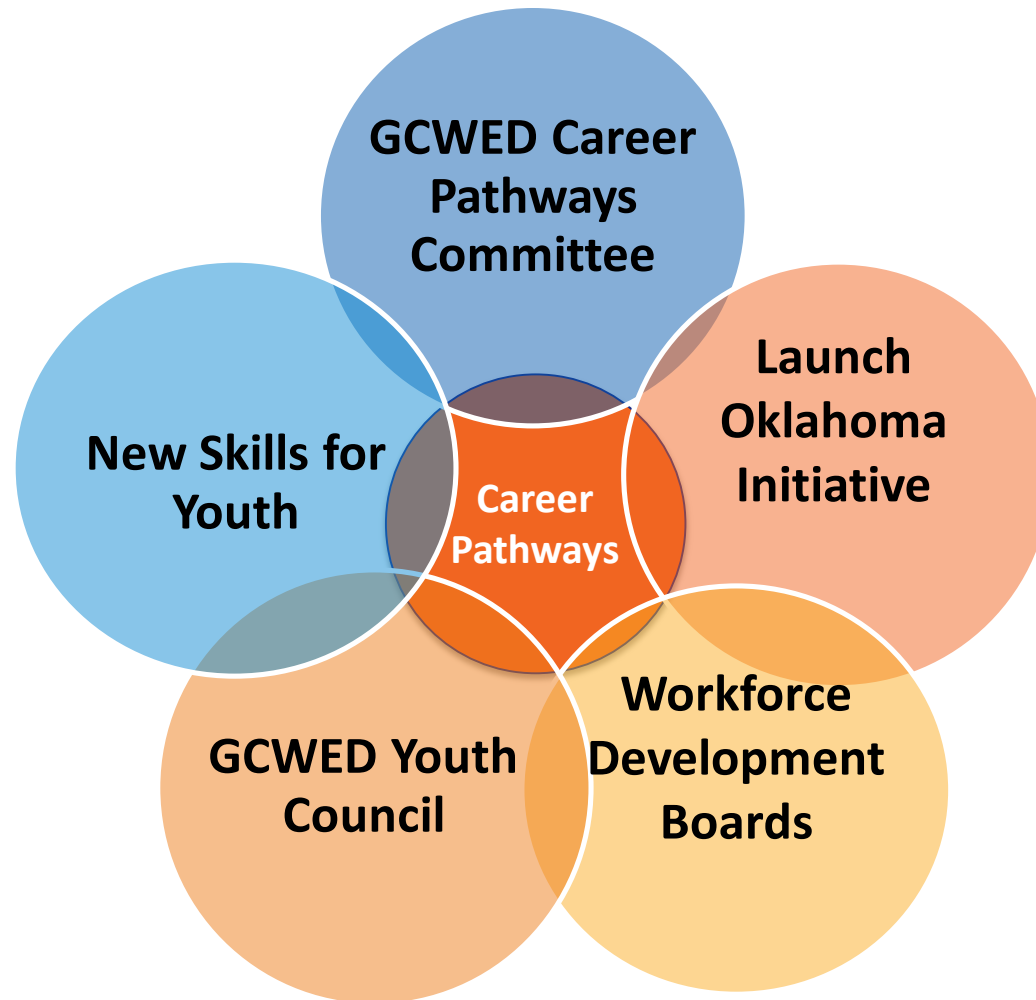 GCWED Career
Pathways
Committee
Launch
Oklahoma
Initiative
New Skills for
Youth
Career
Pathways
Workforce
Development
Boards
GCWED Youth
Council